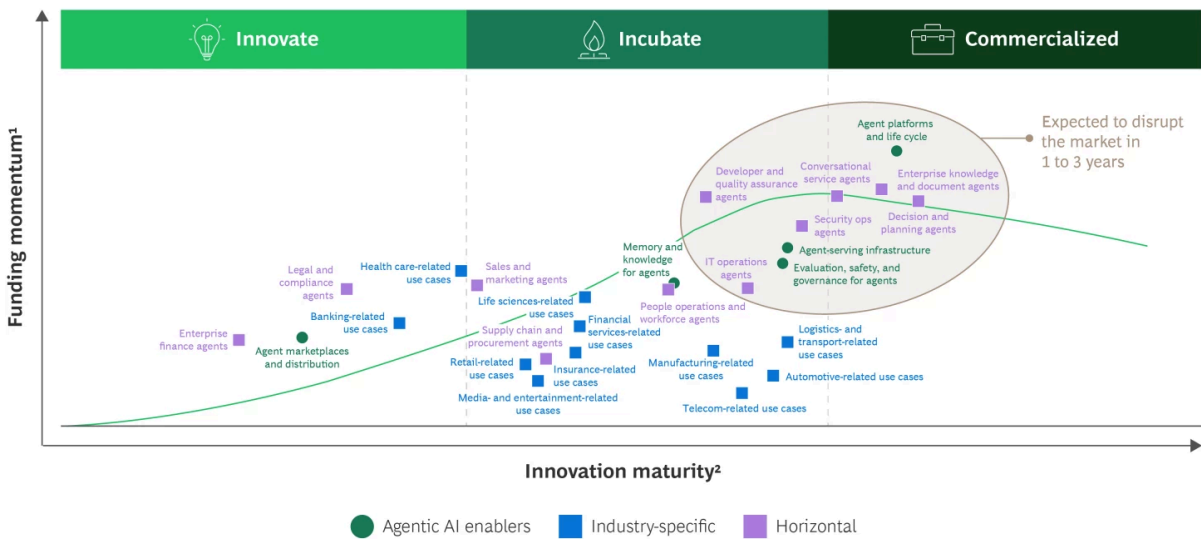 Innovate
Incubate
Commercialized
Funding momentum¹
Expected to disrupt
the market in
1 to 3 years
Agent platforms
and life cycle
Developer and
quality assurance
agents
Conversational
service agents
Enterprise knowledge
and document agents
Decision and
planning agents
Security ops
agents
Agent-serving infrastructure
Evaluation, safety, and
governance for agents
IT operations
agents
Memory and
knowledge
for agents
People operations and
workforce agents
Health care-related
use cases
Sales and
marketing agents
Legal and
compliance
agents
Life sciences-related
use cases
Banking-related
use cases
Financial
services-related
use cases
Enterprise
finance agents
Agent marketplaces
and distribution
Supply chain and
procurement agents
Retail-related
use cases
Insurance-related
use cases
Media- and entertainment-related
use cases
Manufacturing-related
use cases
Logistics- and
transport-related
use cases
Automotive-related use cases
Telecom-related use cases
Innovation maturity²
Agentic AI enablers
Industry-specific
Horizontal